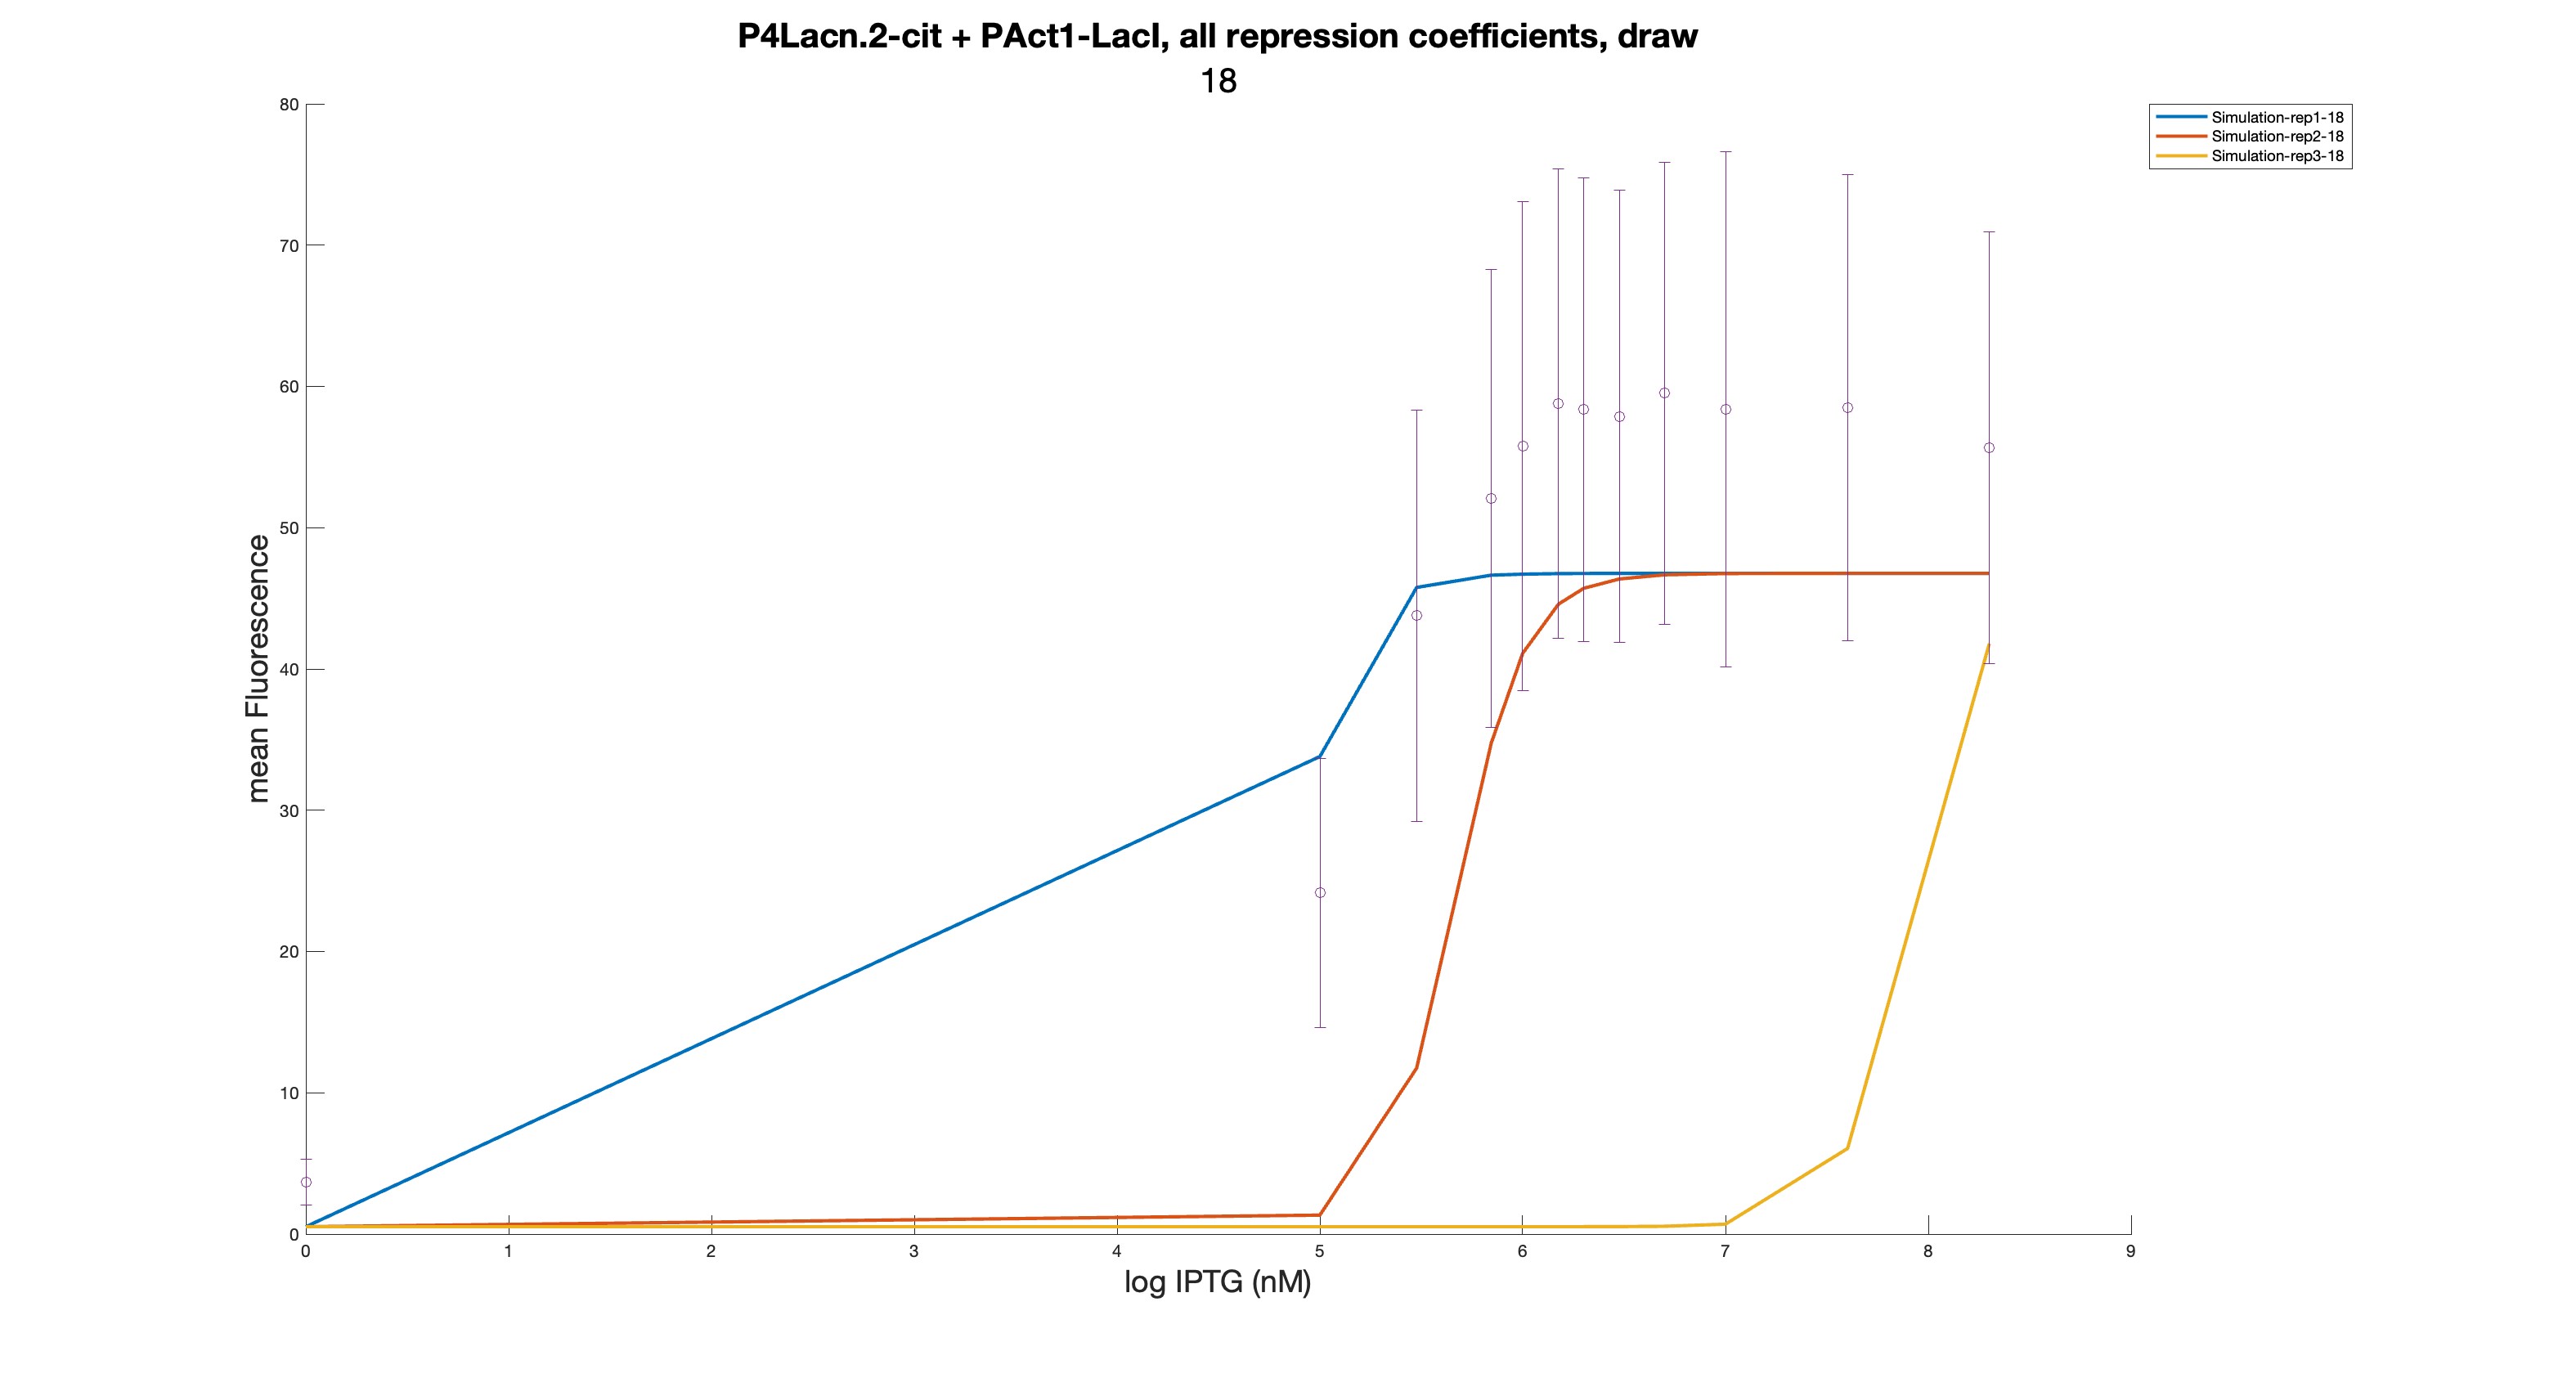 P4Lacn.2-cit + PAct1-LacI, all repression coefficients, draw
18
Simulation-rep1-18
Simulation-rep2-18
Simulation-rep3-18
80
70
60
50
40
30
20
10
0
mean Fluorescence
0 1 2 3 4 5 6 7 8 9
log IPTG (nM)